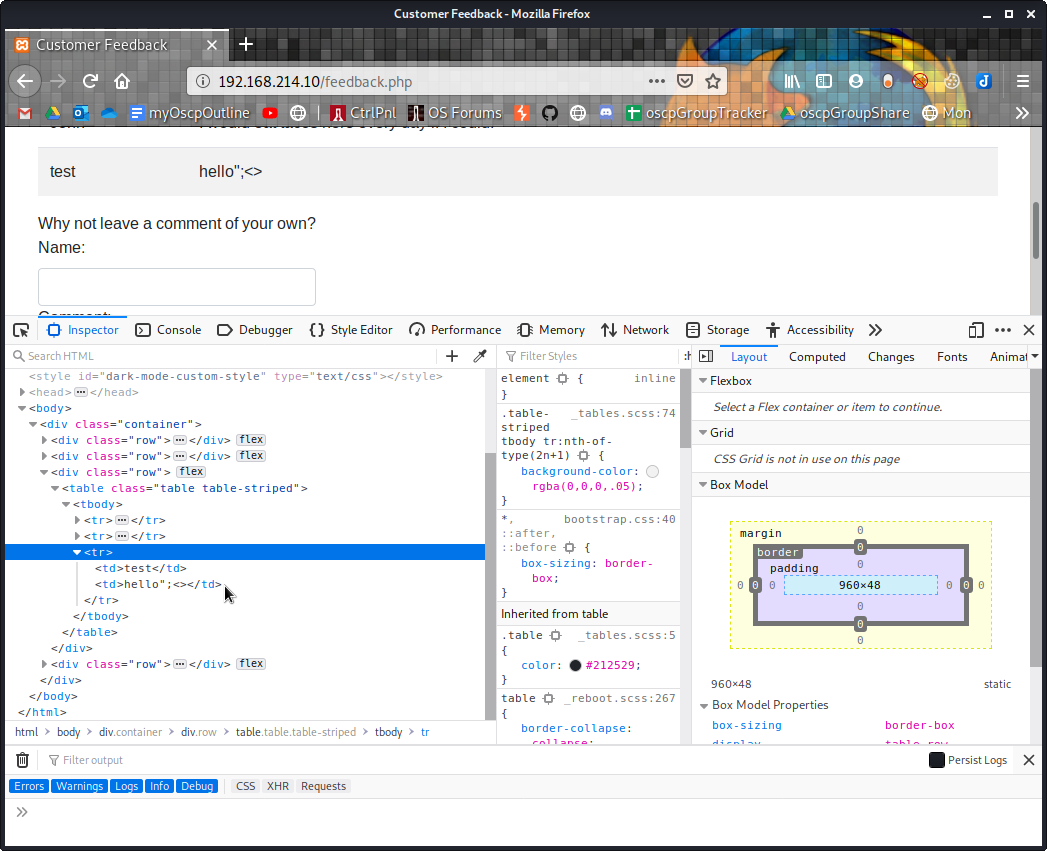 Customer Feedback - Mozilla Firefox
Customer Feedback
192.168.214.10/feedback.php
myOscpOutline CtrlPnl OS Forums oscpGroupTracker oscpGroupShare Mon
test hello";<>
Why not leave a comment of your own?
Name:
Inspector Console Debugger Style Editor Performance Memory Network Storage Accessibility
Search HTML
<style id="dark-mode-custom-style" type="text/css"></style>
<head></head>
<body>
<div class="container">
<div class="row"></div> flex
<div class="row"></div> flex
<div class="row"> flex
<table class="table table-striped">
<tbody>
<tr></tr>
<tr></tr>
<tr>
<td>test</td>
<td>hello";<></td>
</tr>
</tbody>
</table>
</div>
<div class="row"></div> flex
</div>
</body>
</html>
html > body > div.container > div.row > table.table.table-striped > tbody > tr
Filter Styles
element { inline
}
.table- _tables.scss:74
striped
tbody tr:nth-of-
type(2n+1) {
background-color:
rgba(0,0,0,.05);
}
*, bootstrap.css:40
::after,
::before {
box-sizing: border-
box;
}
Inherited from table
.table _tables.scss:5
{
color: #212529;
}
table _reboot.scss:267
{
border-collapse:
collapse;
Layout Computed Changes Fonts Animat
Flexbox
Select a Flex container or item to continue.
Grid
CSS Grid is not in use on this page
Box Model
margin 0
border 0
padding 0
0 0 0 960×48 0 0 0
0
0
0
960×48 static
Box Model Properties
box-sizing border-box
display table-row
Filter output
Persist Logs
Errors Warnings Logs Info Debug CSS XHR Requests